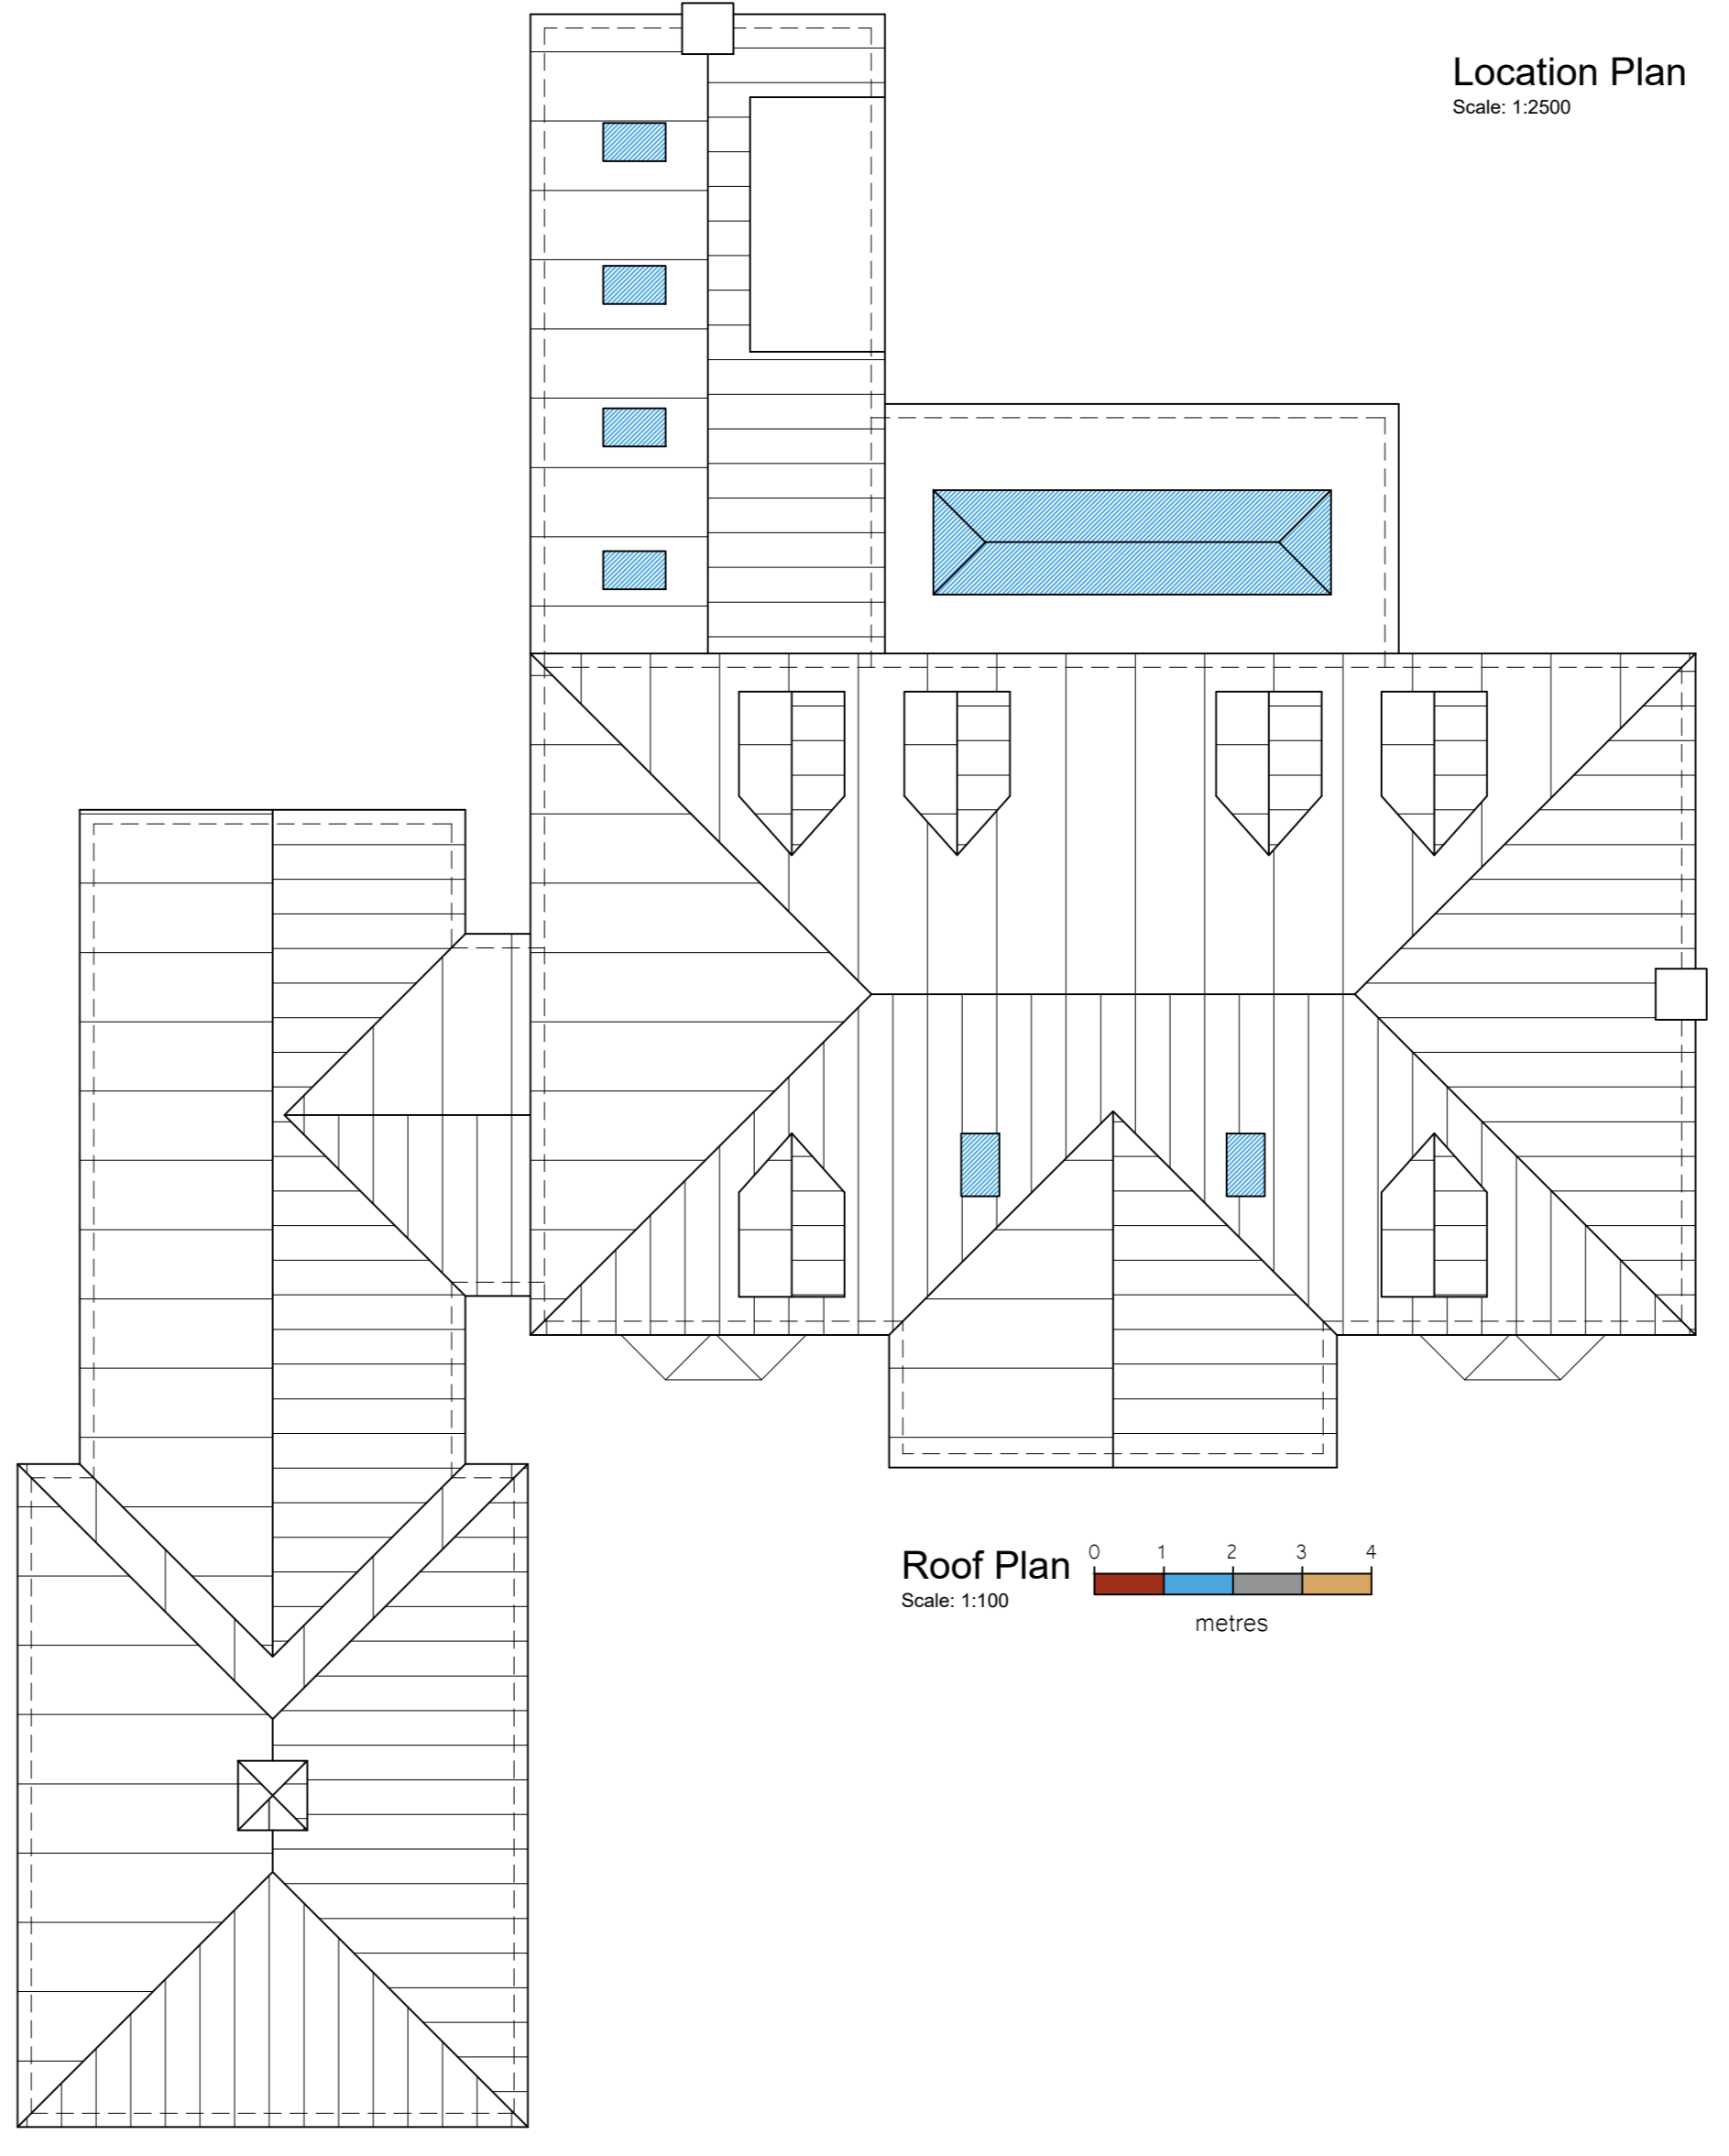 Location Plan
Scale: 1:2500
Roof Plan
Scale: 1:100
0 1 2 3 4
metres